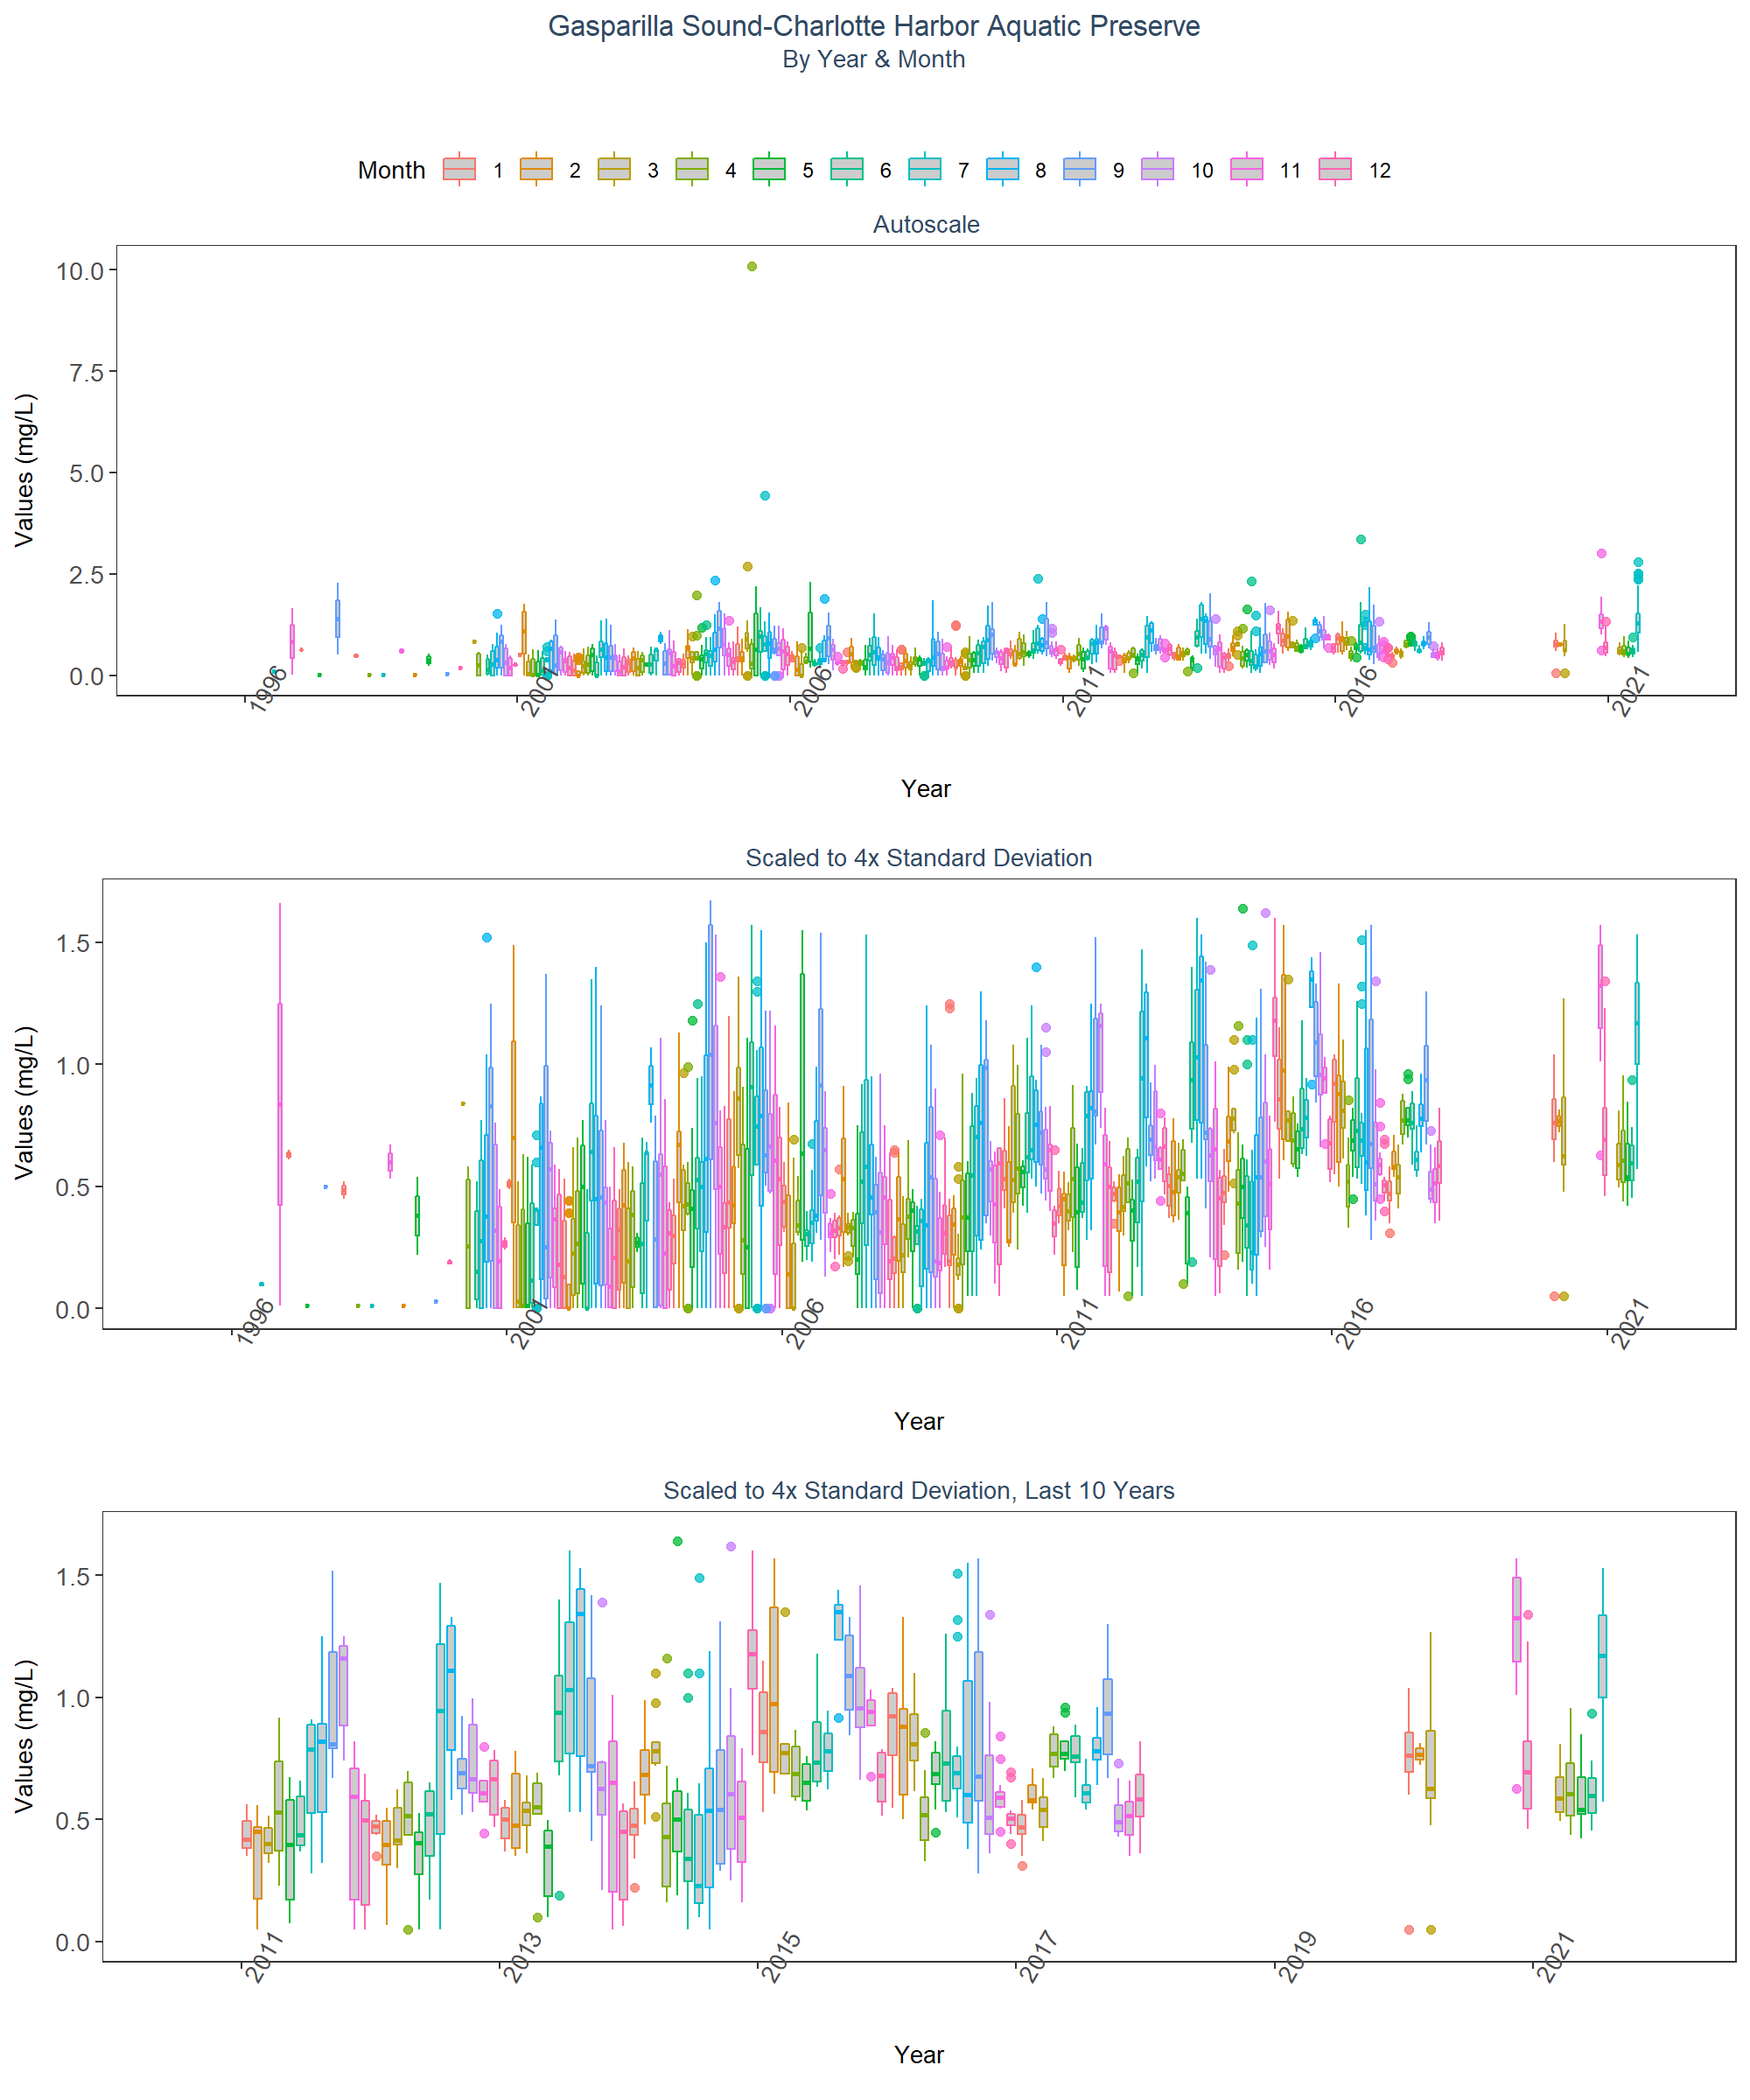 Gasparilla Sound-Charlotte Harbor Aquatic Preserve
By Year & Month
Month 1 2 3 4 5 6 7 8 9 10 11 12
Autoscale
Values (mg/L)
10.0
7.5
5.0
2.5
0.0
1996 2001 2006 2011 2016 2021
Year
Scaled to 4x Standard Deviation
Values (mg/L)
1.5
1.0
0.5
0.0
1996 2001 2006 2011 2016 2021
Year
Scaled to 4x Standard Deviation, Last 10 Years
Values (mg/L)
1.5
1.0
0.5
0.0
2011 2013 2015 2017 2019 2021
Year